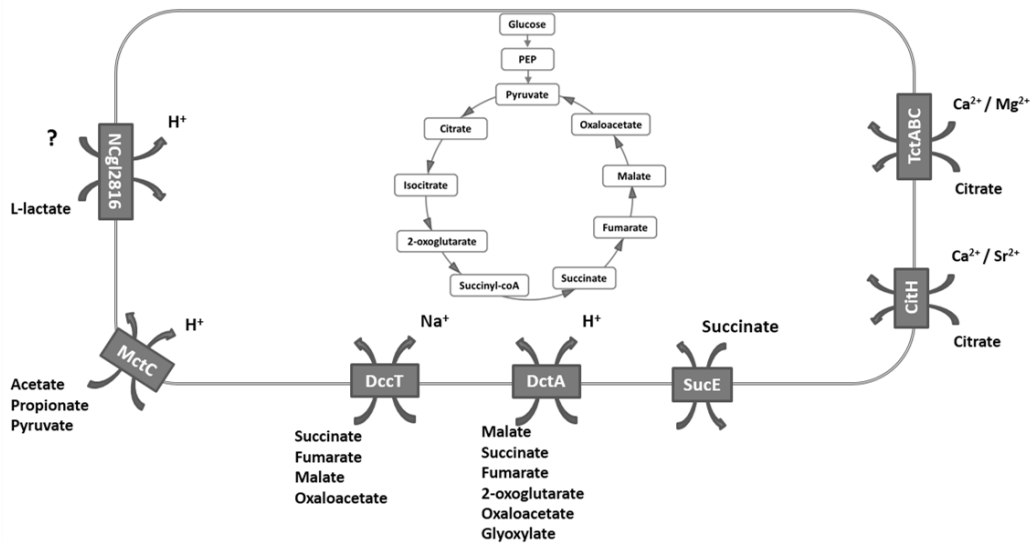 Glucose
PEP
Pyruvate
Citrate
Oxaloacetate
Isocitrate
Malate
2-oxoglutarate
Fumarate
Succinyl-coA
Succinate
?
H⁺
NCgl2816
L-lactate
Ca²⁺ / Mg²⁺
TctABC
Citrate
Ca²⁺ / Sr²⁺
CitH
Citrate
H⁺
MctC
Acetate
Propionate
Pyruvate
Na⁺
DccT
Succinate
Fumarate
Malate
Oxaloacetate
H⁺
DctA
Malate
Succinate
Fumarate
2-oxoglutarate
Oxaloacetate
Glyoxylate
Succinate
SucE